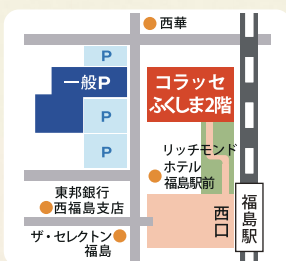 西華
P
一般P
コラッセ
ふくしま2階
P
P
リッチモンド
ホテル
福島駅前
東邦銀行
西福島支店
西口
福島駅
ザ・セレクトン
福島